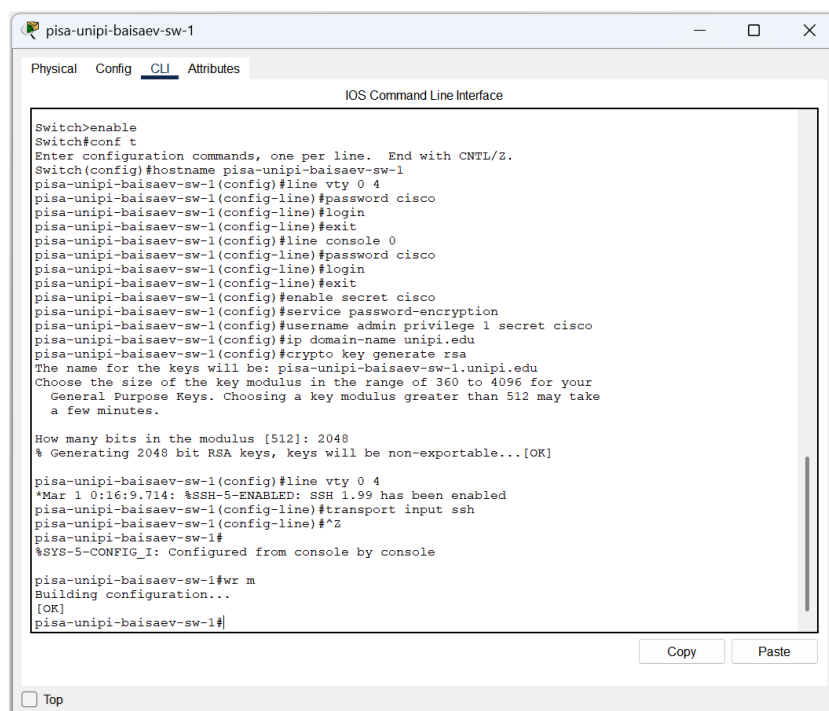 pisa-unipi-baisaev-sw-1
Physical Config CLI Attributes
IOS Command Line Interface
Switch>enable
Switch#conf t
Enter configuration commands, one per line.  End with CNTL/Z.
Switch(config)#hostname pisa-unipi-baisaev-sw-1
pisa-unipi-baisaev-sw-1(config)#line vty 0 4
pisa-unipi-baisaev-sw-1(config-line)#password cisco
pisa-unipi-baisaev-sw-1(config-line)#login
pisa-unipi-baisaev-sw-1(config-line)#exit
pisa-unipi-baisaev-sw-1(config)#line console 0
pisa-unipi-baisaev-sw-1(config-line)#password cisco
pisa-unipi-baisaev-sw-1(config-line)#login
pisa-unipi-baisaev-sw-1(config-line)#exit
pisa-unipi-baisaev-sw-1(config)#enable secret cisco
pisa-unipi-baisaev-sw-1(config)#service password-encryption
pisa-unipi-baisaev-sw-1(config)#username admin privilege 1 secret cisco
pisa-unipi-baisaev-sw-1(config)#ip domain-name unipi.edu
pisa-unipi-baisaev-sw-1(config)#crypto key generate rsa
The name for the keys will be: pisa-unipi-baisaev-sw-1.unipi.edu
Choose the size of the key modulus in the range of 360 to 4096 for your
  General Purpose Keys. Choosing a key modulus greater than 512 may take
  a few minutes.
How many bits in the modulus [512]: 2048
% Generating 2048 bit RSA keys, keys will be non-exportable...[OK]
pisa-unipi-baisaev-sw-1(config)#line vty 0 4
*Mar 1 0:16:9.714: %SSH-5-ENABLED: SSH 1.99 has been enabled
pisa-unipi-baisaev-sw-1(config-line)#transport input ssh
pisa-unipi-baisaev-sw-1(config-line)#^Z
pisa-unipi-baisaev-sw-1#
%SYS-5-CONFIG_I: Configured from console by console
pisa-unipi-baisaev-sw-1#wr m
Building configuration...
[OK]
pisa-unipi-baisaev-sw-1#
Copy Paste
Top